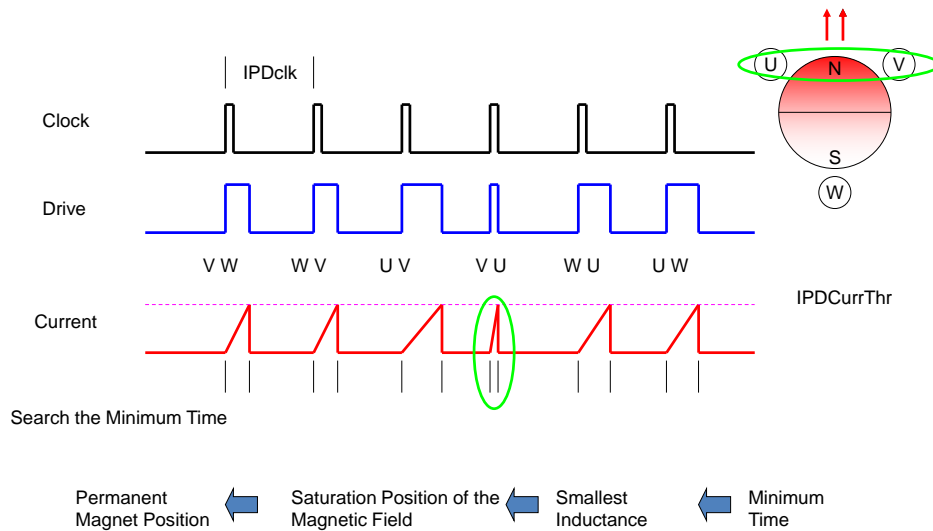 IPDclk
U
N
V
Clock
S
W
Drive
V W
W V
U V
V U
W U
U W
IPDCurrThr
Current
Search the Minimum Time
Permanent
Magnet Position
Saturation Position of the
Magnetic Field
Smallest
Inductance
Minimum
Time